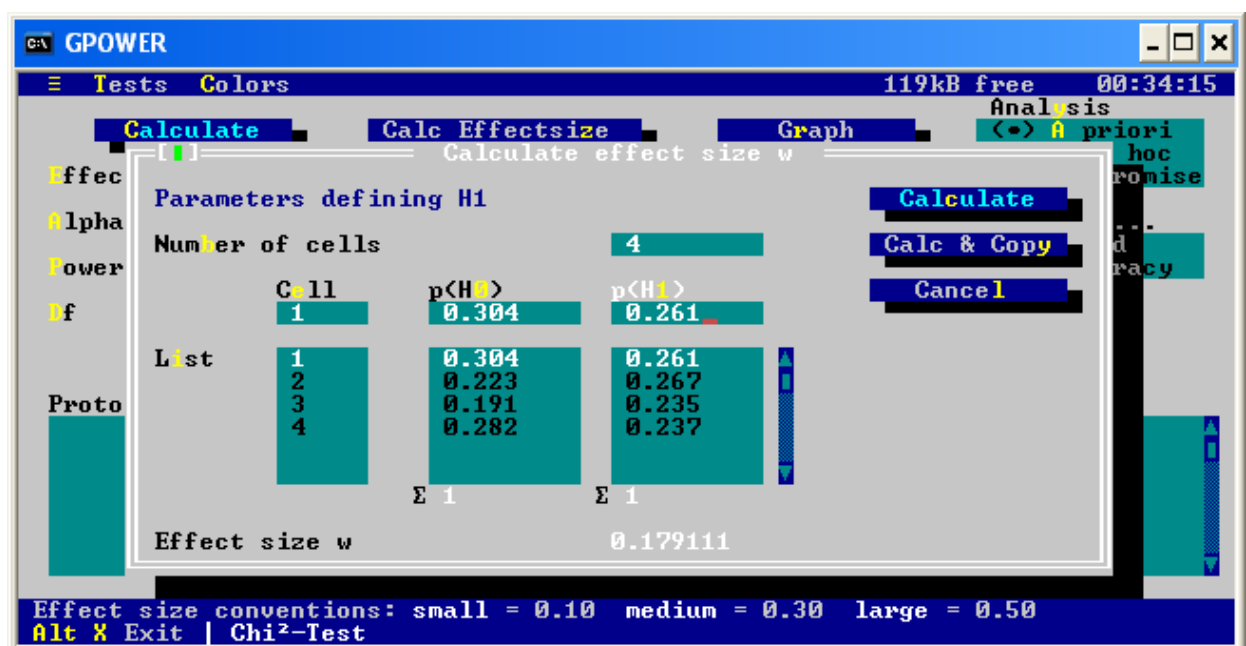 GPOWER
≡ Tests Colors 119kB free 00:34:15
Analysis
Calculate Calc Effectsize Graph (•) A priori
[▮] Calculate effect size w hoc
Effec romise
Parameters defining H1 Calculate
Alpha ...
Number of cells 4 Calc & Copy d
Power racy
Cell p(H0) p(H1) Cancel
Df 1 0.304 0.261_
List 1 0.304 0.261
2 0.223 0.267
Proto 3 0.191 0.235
4 0.282 0.237
Σ 1 Σ 1
Effect size w 0.179111
Effect size conventions: small = 0.10 medium = 0.30 large = 0.50
Alt X Exit | Chi²-Test